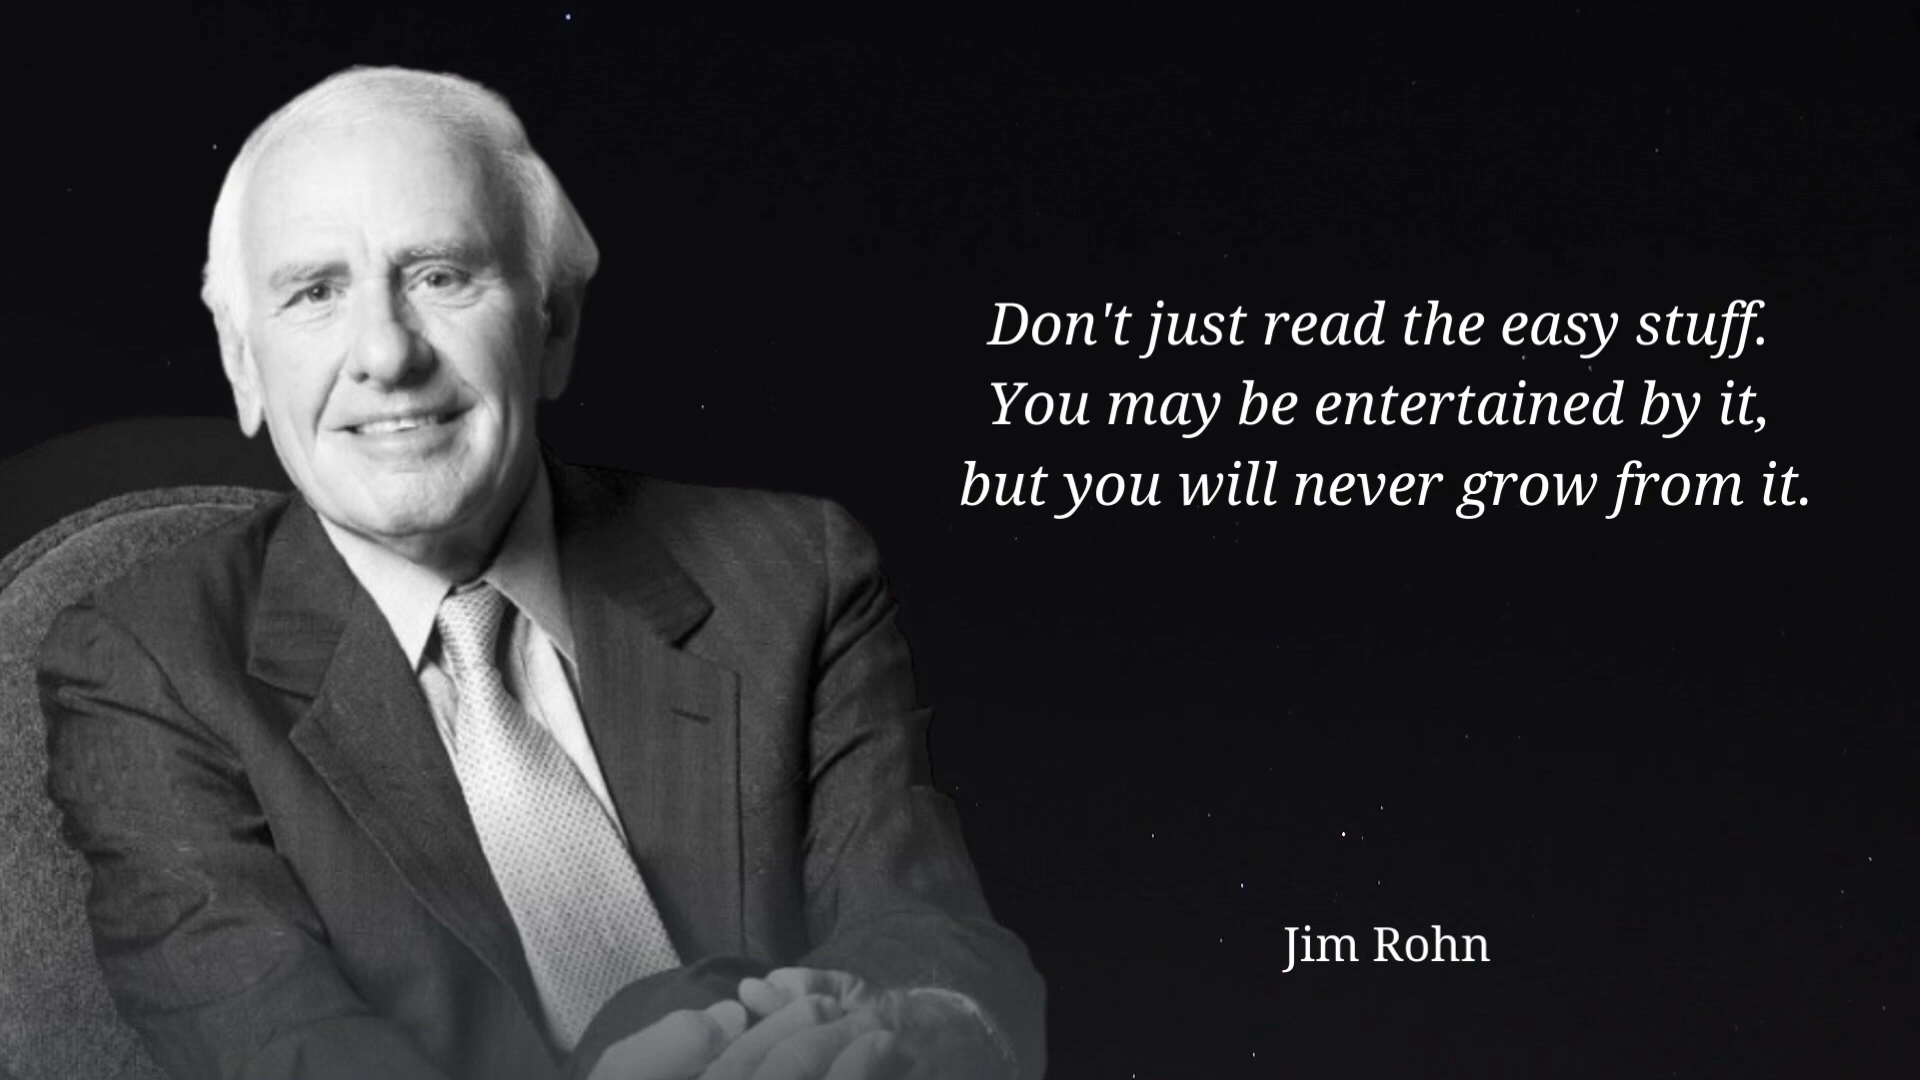 Don't just read the easy stuff.
You may be entertained by it,
but you will never grow from it.
Jim Rohn